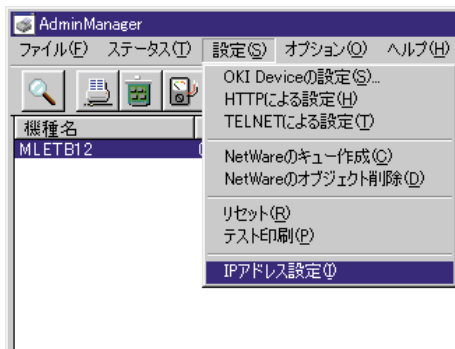 AdminManager
ファイル(F) ステータス(T) 設定(S) オプション(O) ヘルプ(H)
OKI Deviceの設定(S)...
HTTPによる設定(H)
TELNETによる設定(T)
機種名
MLETB12
NetWareのキュー作成(C)
NetWareのオブジェクト削除(D)
リセット(R)
テスト印刷(P)
IPアドレス設定(I)